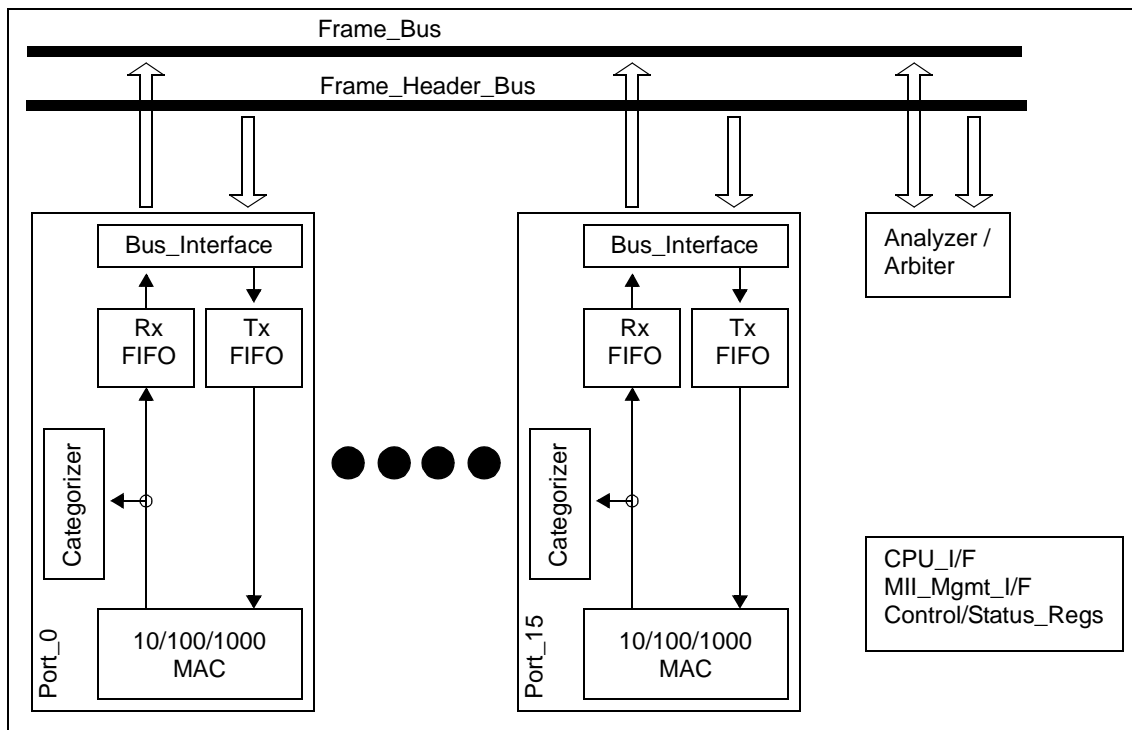 Frame_Bus
Frame_Header_Bus
Bus_Interface
Rx
FIFO
Tx
FIFO
Categorizer
10/100/1000
MAC
Port_0
Bus_Interface
Rx
FIFO
Tx
FIFO
Categorizer
10/100/1000
MAC
Port_15
Analyzer /
Arbiter
CPU_I/F
MII_Mgmt_I/F
Control/Status_Regs